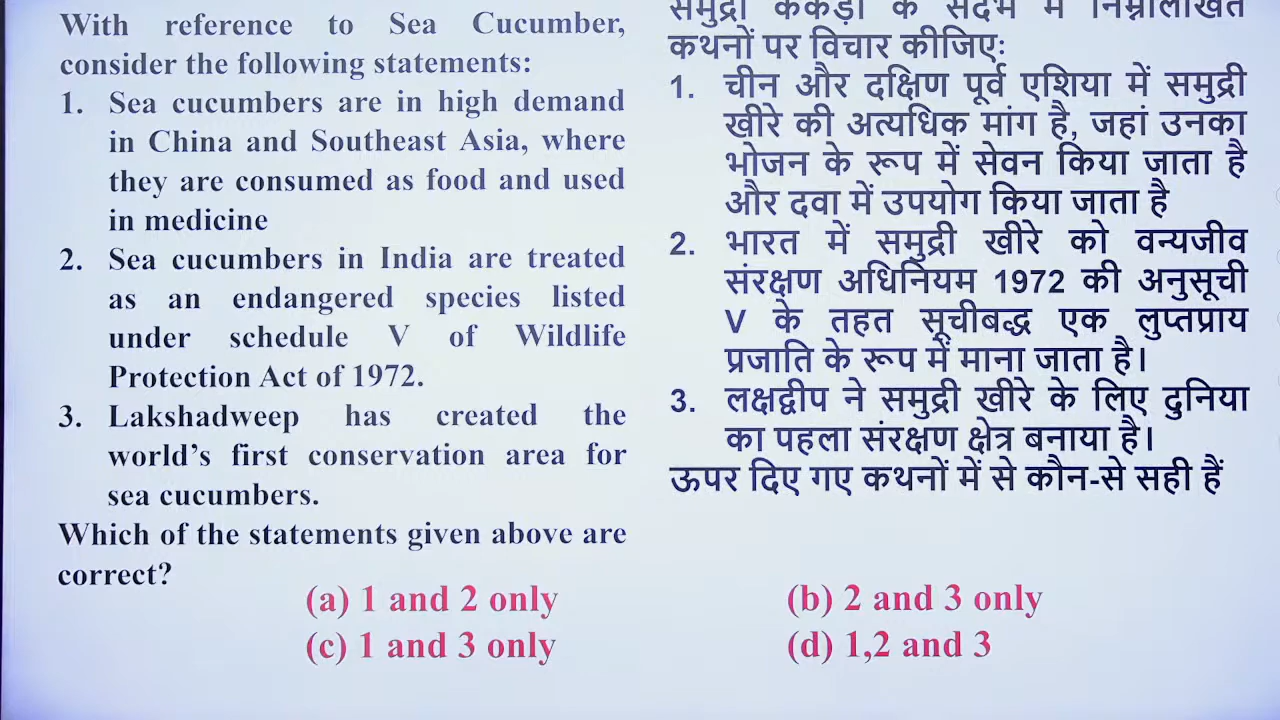 With reference to Sea Cucumber,
consider the following statements:
1. Sea cucumbers are in high demand
in China and Southeast Asia, where
they are consumed as food and used
in medicine
2. Sea cucumbers in India are treated
as an endangered species listed
under schedule V of Wildlife
Protection Act of 1972.
3. Lakshadweep has created the
world's first conservation area for
sea cucumbers.
Which of the statements given above are
correct?
समुद्री ककड़ी के संदर्भ में निम्नलिखित
कथनों पर विचार कीजिएः
1. चीन और दक्षिण पूर्व एशिया में समुद्री
खीरे की अत्यधिक मांग है, जहां उनका
भोजन के रूप में सेवन किया जाता है
और दवा में उपयोग किया जाता है
2. भारत में समुद्री खीरे को वन्यजीव
संरक्षण अधिनियम 1972 की अनुसूची
V के तहत सूचीबद्ध एक लुप्तप्राय
प्रजाति के रूप में माना जाता है।
3. लक्षद्वीप ने समुद्री खीरे के लिए दुनिया
का पहला संरक्षण क्षेत्र बनाया है।
ऊपर दिए गए कथनों में से कौन-से सही हैं
(a) 1 and 2 only
(b) 2 and 3 only
(c) 1 and 3 only
(d) 1,2 and 3